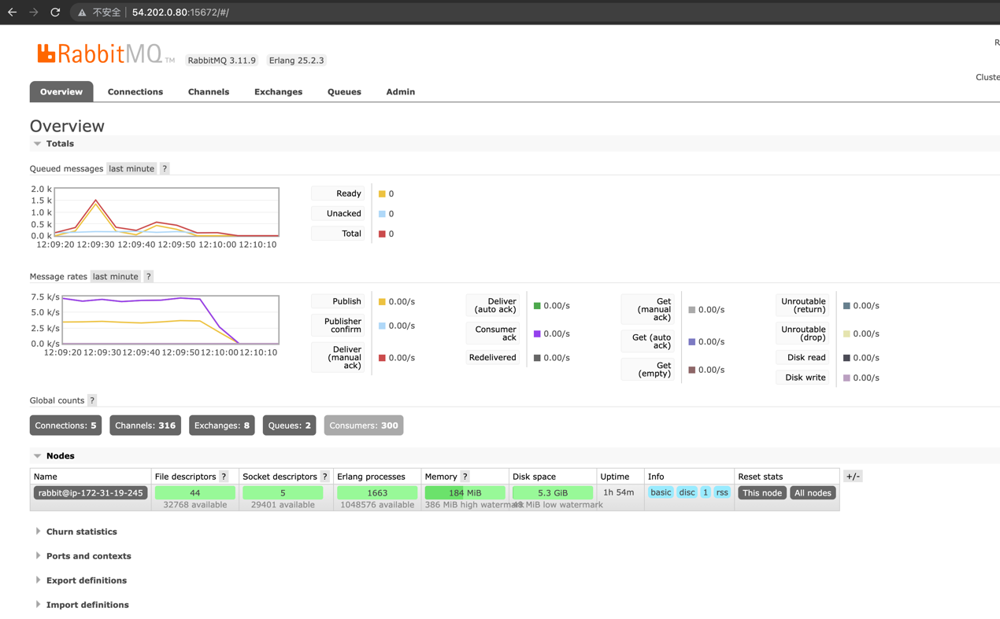 不安全 54.202.0.80:15672/#/
RabbitMQ TM RabbitMQ 3.11.9 Erlang 25.2.3
R
Cluste
Overview Connections Channels Exchanges Queues Admin
Overview
Totals
Queued messages last minute ?
2.0 k
1.5 k
1.0 k
0.5 k
0.0 k
12:09:20 12:09:30 12:09:40 12:09:50 12:10:00 12:10:10
Ready 0
Unacked 0
Total 0
Message rates last minute ?
7.5 k/s
5.0 k/s
2.5 k/s
0.0 k/s
12:09:20 12:09:30 12:09:40 12:09:50 12:10:00 12:10:10
Publish 0.00/s
Publisher
confirm 0.00/s
Deliver
(manual
ack) 0.00/s
Deliver
(auto ack) 0.00/s
Consumer
ack 0.00/s
Redelivered 0.00/s
Get
(manual
ack) 0.00/s
Get (auto
ack) 0.00/s
Get
(empty) 0.00/s
Unroutable
(return) 0.00/s
Unroutable
(drop) 0.00/s
Disk read 0.00/s
Disk write 0.00/s
Global counts ?
Connections: 5 Channels: 316 Exchanges: 8 Queues: 2 Consumers: 300
Nodes
Name File descriptors ? Socket descriptors ? Erlang processes Memory ? Disk space Uptime Info Reset stats +/-
rabbit@ip-172-31-19-245 44 5 1663 184 MiB 5.3 GiB 1h 54m basic disc 1 rss This node All nodes
32768 available 29401 available 1048576 available 386 MiB high watermark MiB low watermark
Churn statistics
Ports and contexts
Export definitions
Import definitions